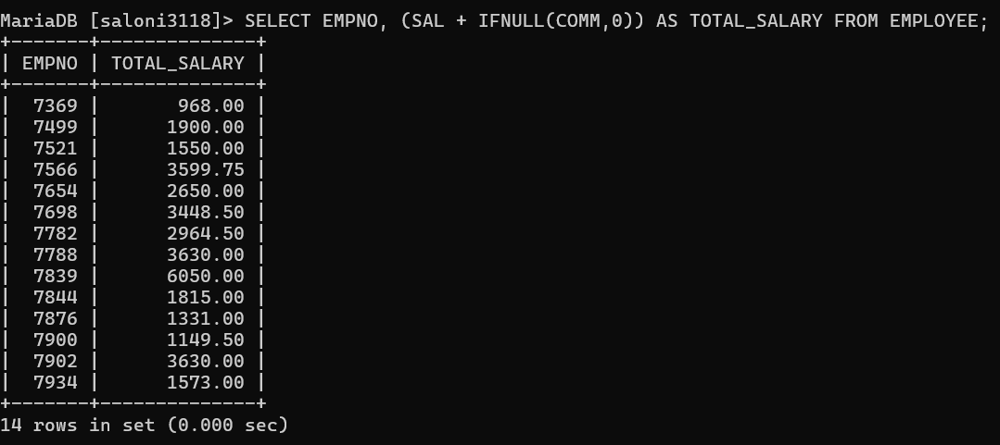 MariaDB [saloni3118]> SELECT EMPNO, (SAL + IFNULL(COMM,0)) AS TOTAL_SALARY FROM EMPLOYEE;
+-------+--------------+
| EMPNO | TOTAL_SALARY |
+-------+--------------+
|  7369 |       968.00 |
|  7499 |      1900.00 |
|  7521 |      1550.00 |
|  7566 |      3599.75 |
|  7654 |      2650.00 |
|  7698 |      3448.50 |
|  7782 |      2964.50 |
|  7788 |      3630.00 |
|  7839 |      6050.00 |
|  7844 |      1815.00 |
|  7876 |      1331.00 |
|  7900 |      1149.50 |
|  7902 |      3630.00 |
|  7934 |      1573.00 |
+-------+--------------+
14 rows in set (0.000 sec)